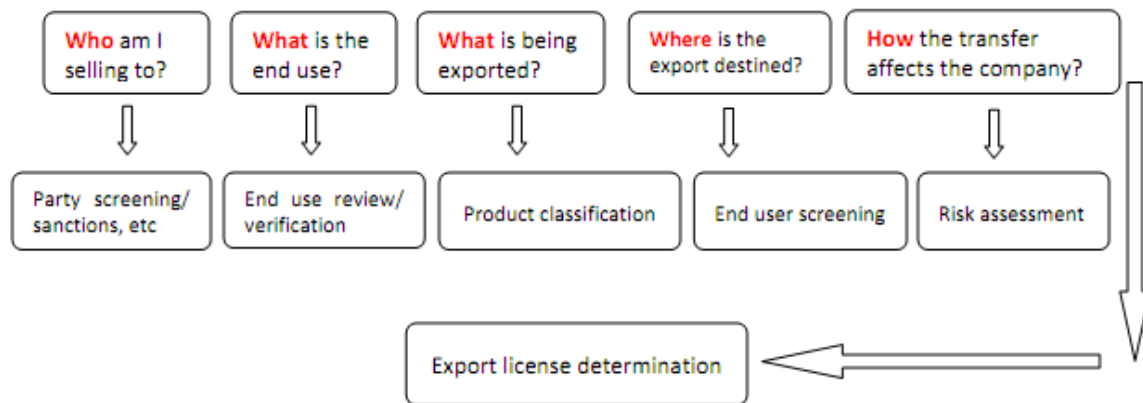 Who am I
selling to?
What is the
end use?
What is being
exported?
Where is the
export destined?
How the transfer
affects the company?
Party screening/
sanctions, etc
End use review/
verification
Product classification
End user screening
Risk assessment
Export license determination